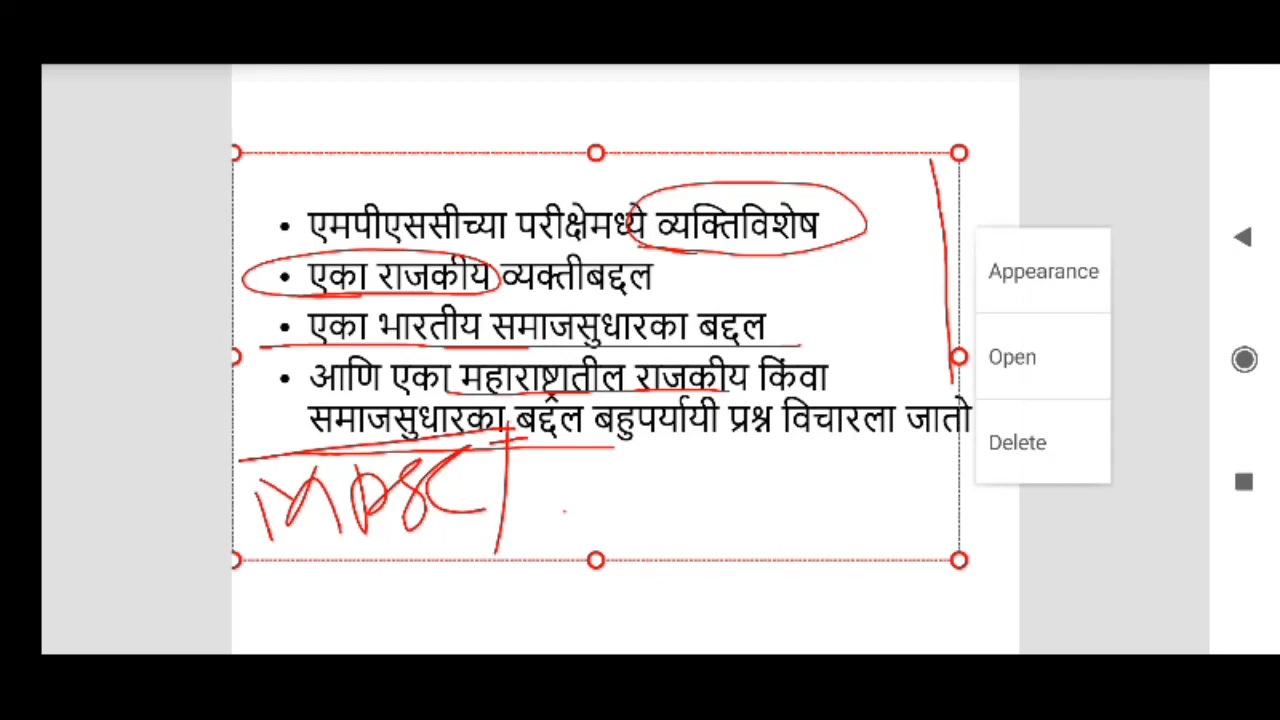 • एमपीएससीच्या परीक्षेमध्ये व्यक्तिविशेष
• एका राजकीय व्यक्तीबद्दल
• एका भारतीय समाजसुधारका बद्दल
• आणि एका महाराष्ट्रातील राजकीय किंवा
समाजसुधारका बद्दल बहुपर्यायी प्रश्न विचारला जातो
MPSC
Appearance
Open
Delete